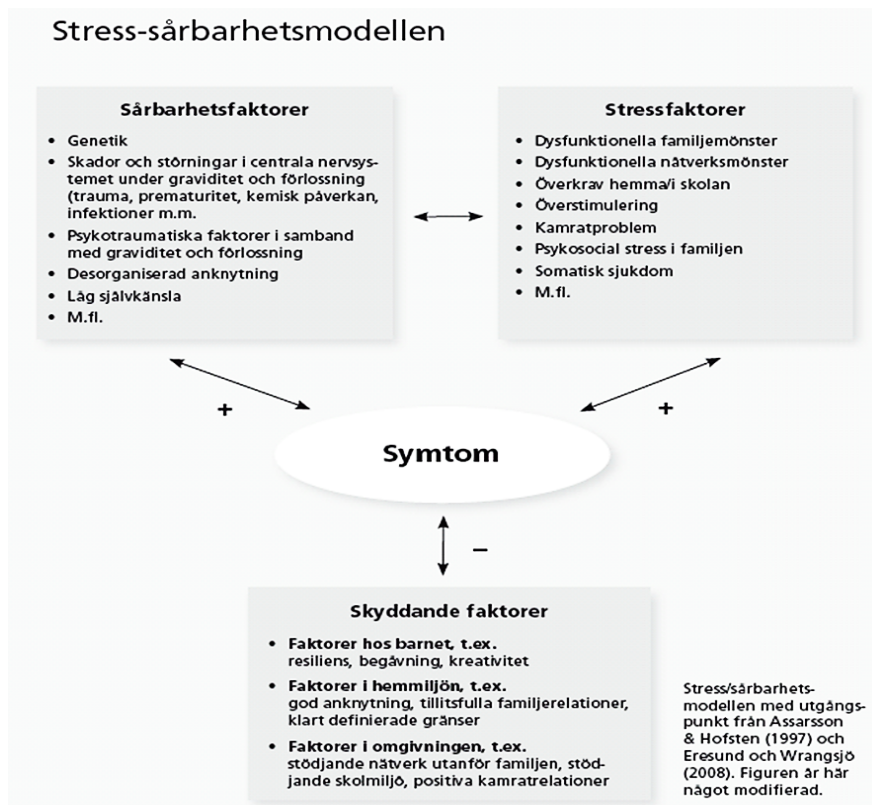 Stress-sårbarhetsmodellen
Sårbarhetsfaktorer
• Genetik
• Skador och störningar i centrala nervsys-
temet under graviditet och förlossning
(trauma, prematuritet, kemisk påverkan,
infektioner m.m.
• Psykotraumatiska faktorer i samband
med graviditet och förlossning
• Desorganiserad anknytning
• Låg självkänsla
• M.fl.
Stressfaktorer
• Dysfunktionella familjemönster
• Dysfunktionella nätverksmönster
• Överkrav hemma/i skolan
• Överstimulering
• Kamratproblem
• Psykosocial stress i familjen
• Somatisk sjukdom
• M.fl.
+
+
Symtom
–
Skyddande faktorer
• Faktorer hos barnet, t.ex.
resiliens, begåvning, kreativitet
• Faktorer i hemmiljön, t.ex.
god anknytning, tillitsfulla familjerelationer,
klart definierade gränser
• Faktorer i omgivningen, t.ex.
stödjande nätverk utanför familjen, stöd-
jande skolmiljö, positiva kamratrelationer
Stress/sårbarhets-
modellen med utgångs-
punkt från Assarsson
& Hofsten (1997) och
Eresund och Wrangsjö
(2008). Figuren är här
något modifierad.